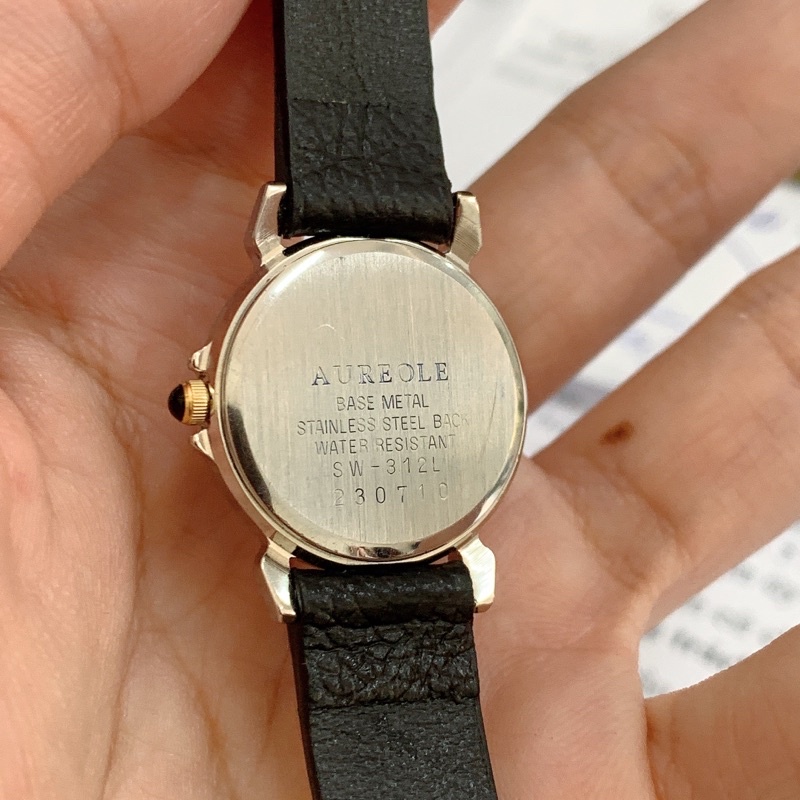 AUREOLE
BASE METAL
STAINLESS STEEL BACK
WATER RESISTANT
SW-312L
230710